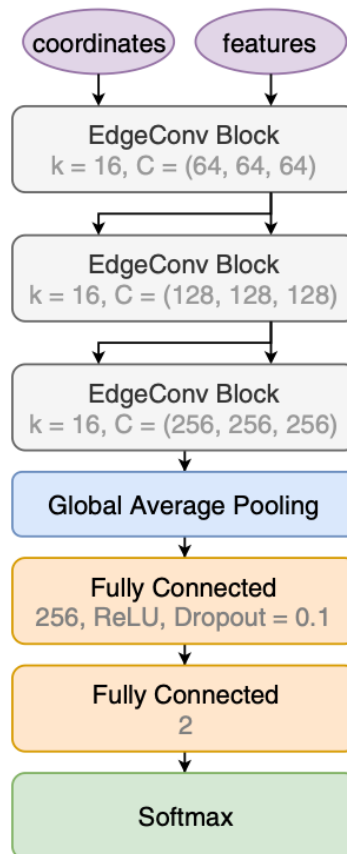 coordinates features
EdgeConv Block
k = 16, C = (64, 64, 64)
EdgeConv Block
k = 16, C = (128, 128, 128)
EdgeConv Block
k = 16, C = (256, 256, 256)
Global Average Pooling
Fully Connected
256, ReLU, Dropout = 0.1
Fully Connected
2
Softmax